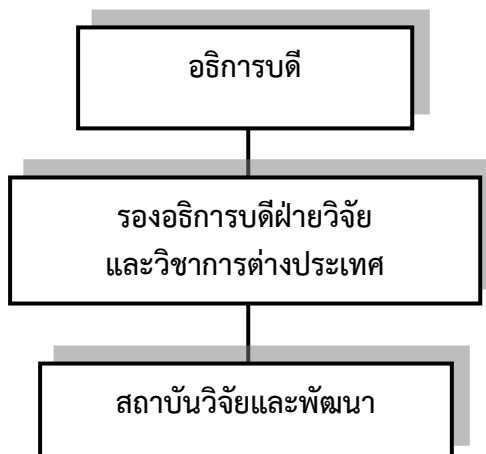 อธิการบดี
รองอธิการบดีฝ่ายวิจัย
และวิชาการต่างประเทศ
สถาบันวิจัยและพัฒนา